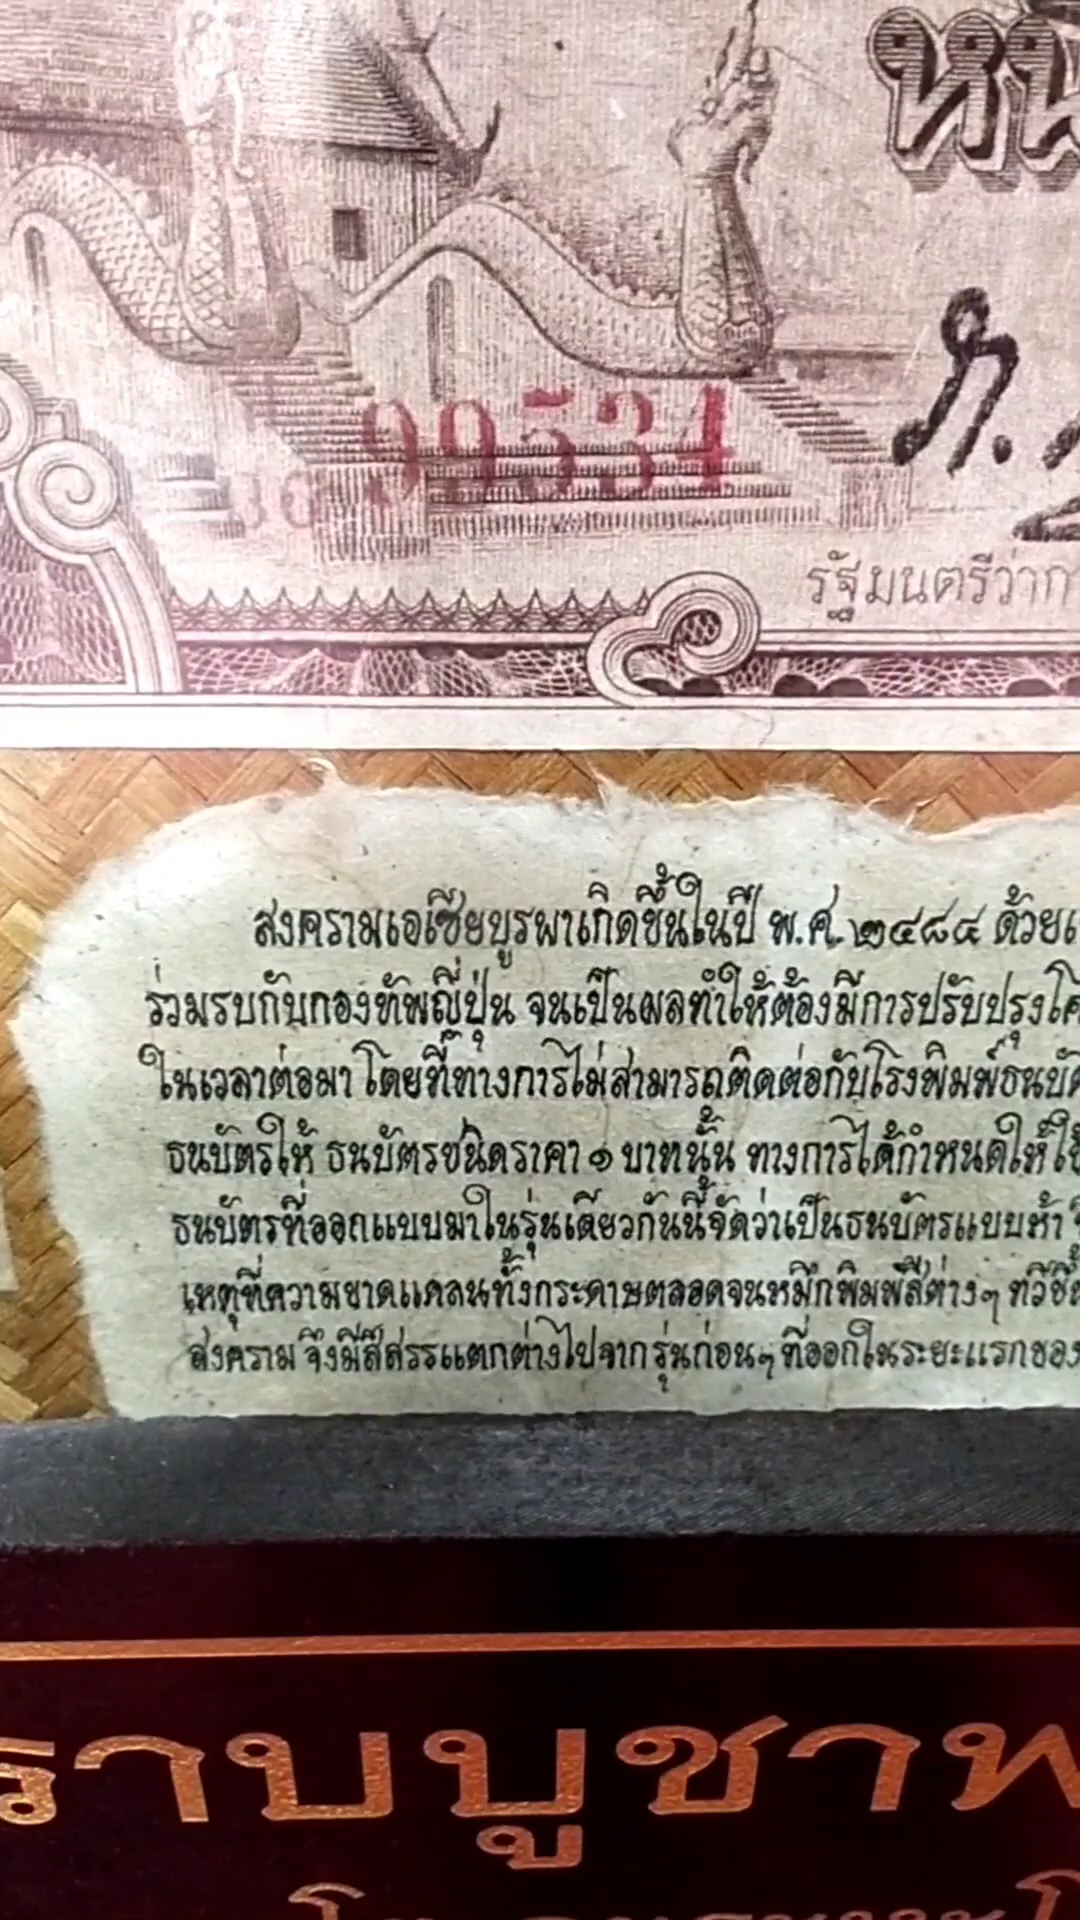 หนึ
90534
รัฐมนตรีว่าก
สงครามเอเซียบูรพาเกิดขึ้นในปี พ.ศ. ๒๔๘๔ ด้วยเ
ร่วมรบกับกองทัพญี่ปุ่น จนเป็นผลทำให้ต้องมีการปรับปรุงโค
ในเวลาต่อมา โดยที่ทางการไม่สามารถติดต่อกับโรงพิมพ์ธนบั
ธนบัตรให้ ธนบัตรชนิดราคา ๑ บาทนั้น ทางการได้กำหนดให้ใช้
ธนบัตรที่ออกแบบมาในรุ่นเดียวกันนี้จัดว่าเป็นธนบัตรแบบห้า
เหตุที่ความขาดแคลนทั้งกระดาษตลอดจนหมึกพิมพ์สีต่างๆ ทวีขึ้น
สงคราม จึงมีสีสรรแตกต่างไปจากรุ่นก่อนๆ ที่ออกในระยะแรกของ
ราบบูชาพ